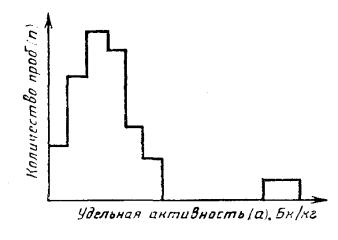 Количество проб (п)
Удельная активность (а), Бк/кг